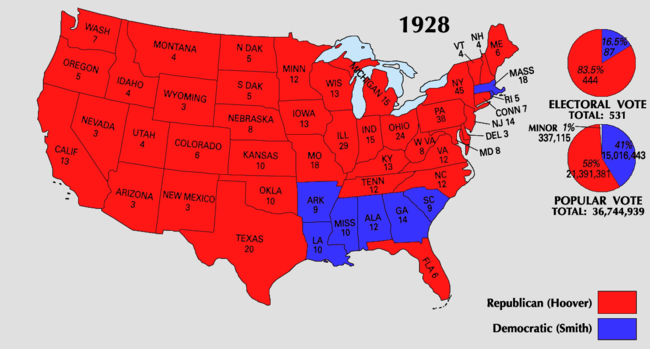 1928
WASH
7
OREGON
5
CALIF
13
NEVADA
3
IDAHO
4
MONTANA
4
WYOMING
3
UTAH
4
COLORADO
6
ARIZONA
3
NEW MEXICO
3
N DAK
5
S DAK
5
NEBRASKA
8
KANSAS
10
OKLA
10
TEXAS
20
MINN
12
IOWA
13
MO
18
ARK
9
LA
10
WIS
13
ILL
29
MICHIGAN 15
IND
15
OHIO
24
KY
13
TENN
12
MISS
10
ALA
12
GA
14
FLA 6
SC
9
NC
12
VA
12
W VA
8
PA
38
NY
45
VT
4
NH
4
ME
6
MASS
18
RI 5
CONN 7
NJ 14
DEL 3
MD 8
16.5%
87
83.5%
444
ELECTORAL VOTE
TOTAL: 531
MINOR 1%
337,115
41%
15,016,443
58%
21,391,381
POPULAR VOTE
TOTAL: 36,744,939
Republican (Hoover)
Democratic (Smith)